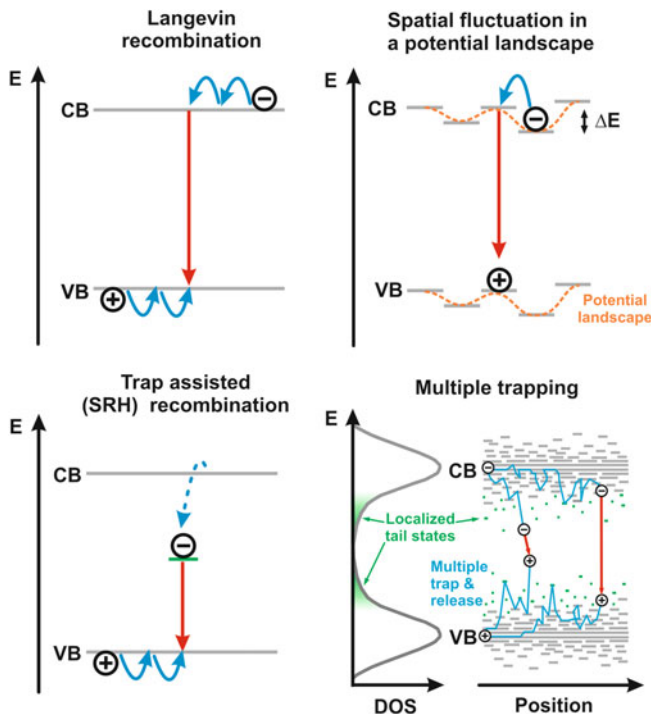 Langevin
recombination
E
CB
−
VB
+
Spatial fluctuation in
a potential landscape
E
CB
−
ΔE
VB
+
Potential
landscape
Trap assisted
(SRH) recombination
E
CB
−
VB
+
Multiple trapping
E
CB
−
−
Localized
tail states
−
+
Multiple
trap &
release
+
VB
+
DOS
Position